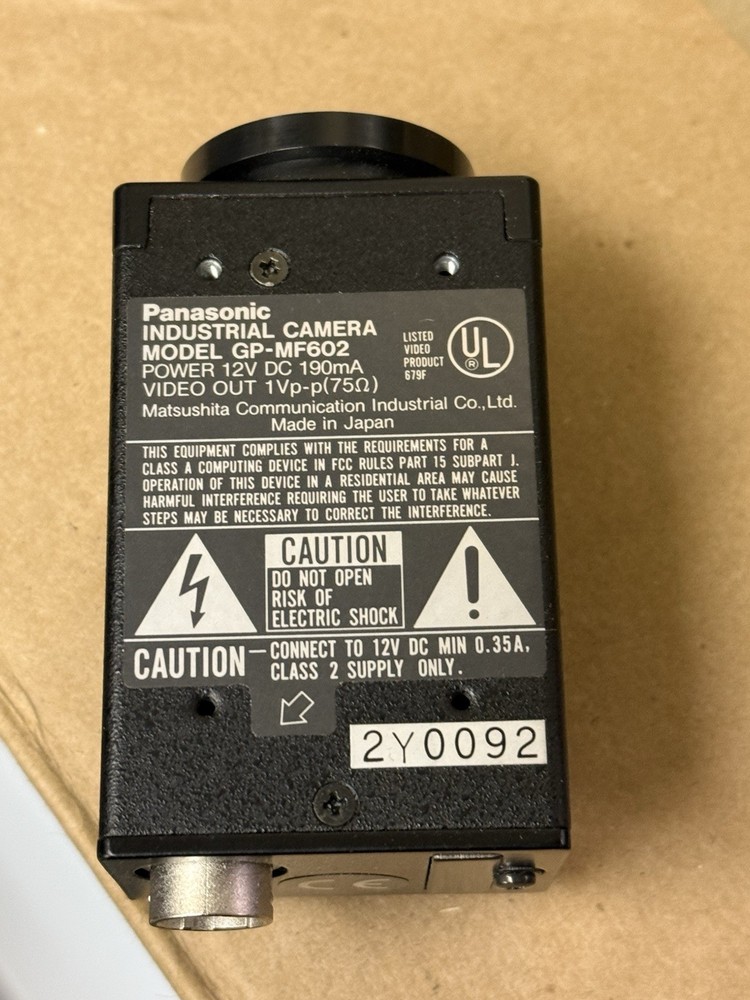 Panasonic
INDUSTRIAL CAMERA
MODEL GP-MF602
POWER 12V DC 190mA
VIDEO OUT 1Vp-p(75Ω)
LISTED
VIDEO
PRODUCT
679F
UL
®
Matsushita Communication Industrial Co.,Ltd.
Made in Japan
THIS EQUIPMENT COMPLIES WITH THE REQUIREMENTS FOR A
CLASS A COMPUTING DEVICE IN FCC RULES PART 15 SUBPART J.
OPERATION OF THIS DEVICE IN A RESIDENTIAL AREA MAY CAUSE
HARMFUL INTERFERENCE REQUIRING THE USER TO TAKE WHATEVER
STEPS MAY BE NECESSARY TO CORRECT THE INTERFERENCE.
CAUTION
DO NOT OPEN
RISK OF
ELECTRIC SHOCK
!
CAUTION — CONNECT TO 12V DC MIN 0.35A,
CLASS 2 SUPPLY ONLY.
2Y0092
CE